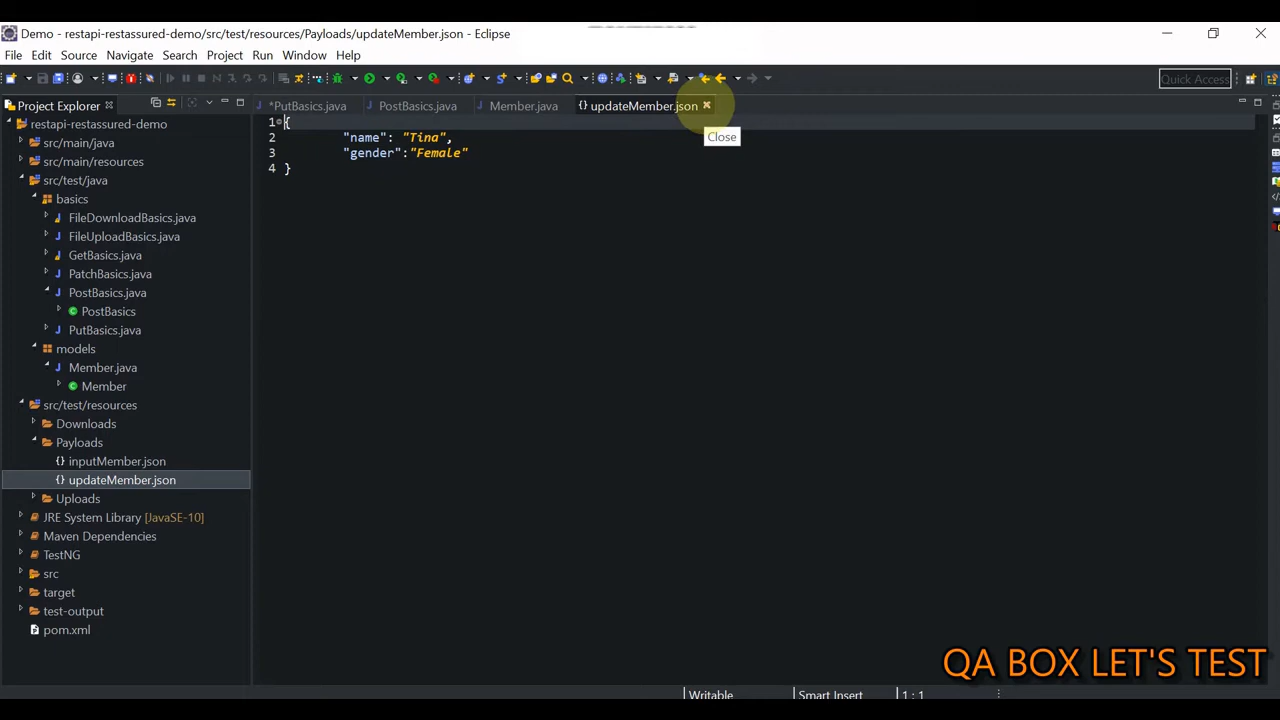 Demo - restapi-restassured-demo/src/test/resources/Payloads/updateMember.json - Eclipse
File Edit Source Navigate Search Project Run Window Help
Quick Access
Project Explorer
*PutBasics.java
PostBasics.java
Member.java
updateMember.json
Close
1 {
2 "name": "Tina",
3 "gender":"Female"
4 }
restapi-restassured-demo
src/main/java
src/main/resources
src/test/java
basics
FileDownloadBasics.java
FileUploadBasics.java
GetBasics.java
PatchBasics.java
PostBasics.java
PostBasics
PutBasics.java
models
Member.java
Member
src/test/resources
Downloads
Payloads
inputMember.json
updateMember.json
Uploads
JRE System Library [JavaSE-10]
Maven Dependencies
TestNG
src
target
test-output
pom.xml
QA BOX LET'S TEST
Writable
Smart Insert
1 : 1